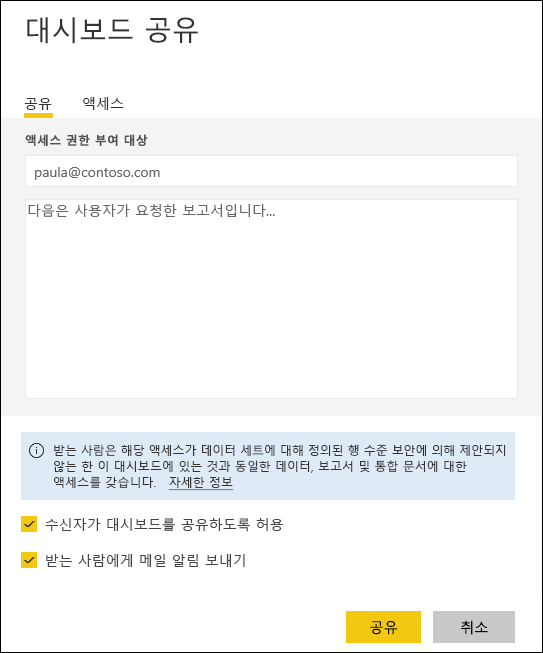 대시보드 공유
공유 액세스
액세스 권한 부여 대상
paula@contoso.com
다음은 사용자가 요청한 보고서입니다...
받는 사람은 해당 액세스가 데이터 세트에 대해 정의된 행 수준 보안에 의해 제안되지
않는 한 이 대시보드에 있는 것과 동일한 데이터, 보고서 및 통합 문서에 대한
액세스를 갖습니다. 자세한 정보
수신자가 대시보드를 공유하도록 허용
받는 사람에게 메일 알림 보내기
공유 취소